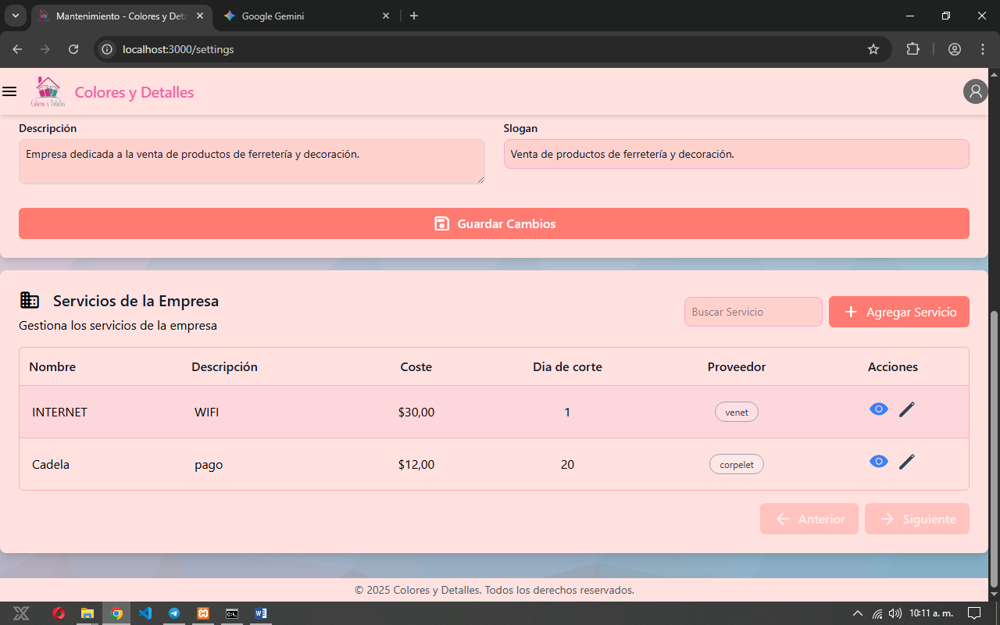 Mantenimiento - Colores y Deta
Google Gemini
localhost:3000/settings
Colores y Detalles
Colores y Detalles
Descripción
Slogan
Empresa dedicada a la venta de productos de ferretería y decoración.
Venta de productos de ferretería y decoración.
Guardar Cambios
Servicios de la Empresa
Gestiona los servicios de la empresa
Buscar Servicio
Agregar Servicio
Nombre Descripción Coste Dia de corte Proveedor Acciones
INTERNET WIFI $30,00 1 venet
Cadela pago $12,00 20 corpelet
Anterior
Siguiente
© 2025 Colores y Detalles. Todos los derechos reservados.
10:11 a. m.